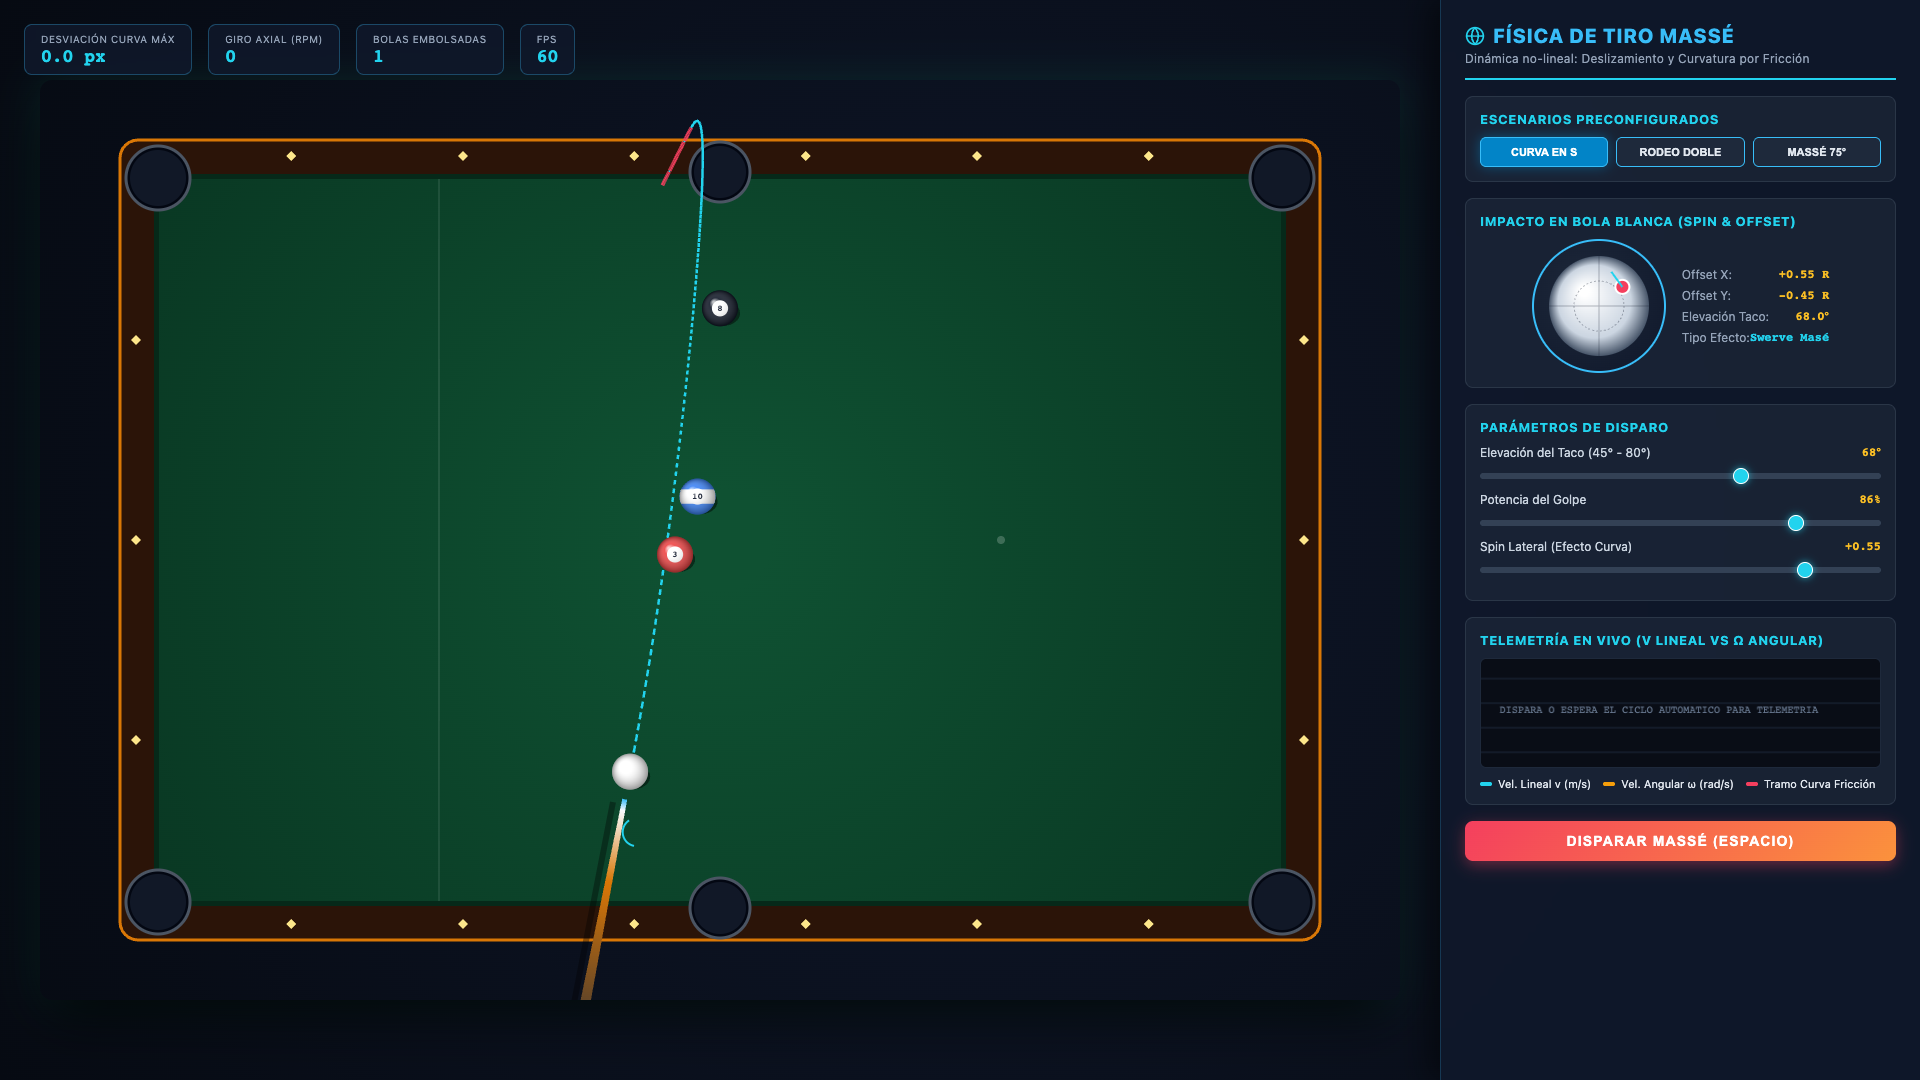 DESVIACIÓN CURVA MÁX
0.0 px
GIRO AXIAL (RPM)
0
BOLAS EMBOLSADAS
1
FPS
60
8
10
3
FÍSICA DE TIRO MASSÉ
Dinámica no-lineal: Deslizamiento y Curvatura por Fricción
ESCENARIOS PRECONFIGURADOS
CURVA EN S
RODEO DOBLE
MASSÉ 75°
IMPACTO EN BOLA BLANCA (SPIN & OFFSET)
Offset X: +0.55 R
Offset Y: -0.45 R
Elevación Taco: 68.0°
Tipo Efecto:Swerve Masé
PARÁMETROS DE DISPARO
Elevación del Taco (45° - 80°) 68°
Potencia del Golpe 86%
Spin Lateral (Efecto Curva) +0.55
TELEMETRÍA EN VIVO (V LINEAL VS Ω ANGULAR)
DISPARA O ESPERA EL CICLO AUTOMATICO PARA TELEMETRIA
Vel. Lineal v (m/s) Vel. Angular ω (rad/s) Tramo Curva Fricción
DISPARAR MASSÉ (ESPACIO)